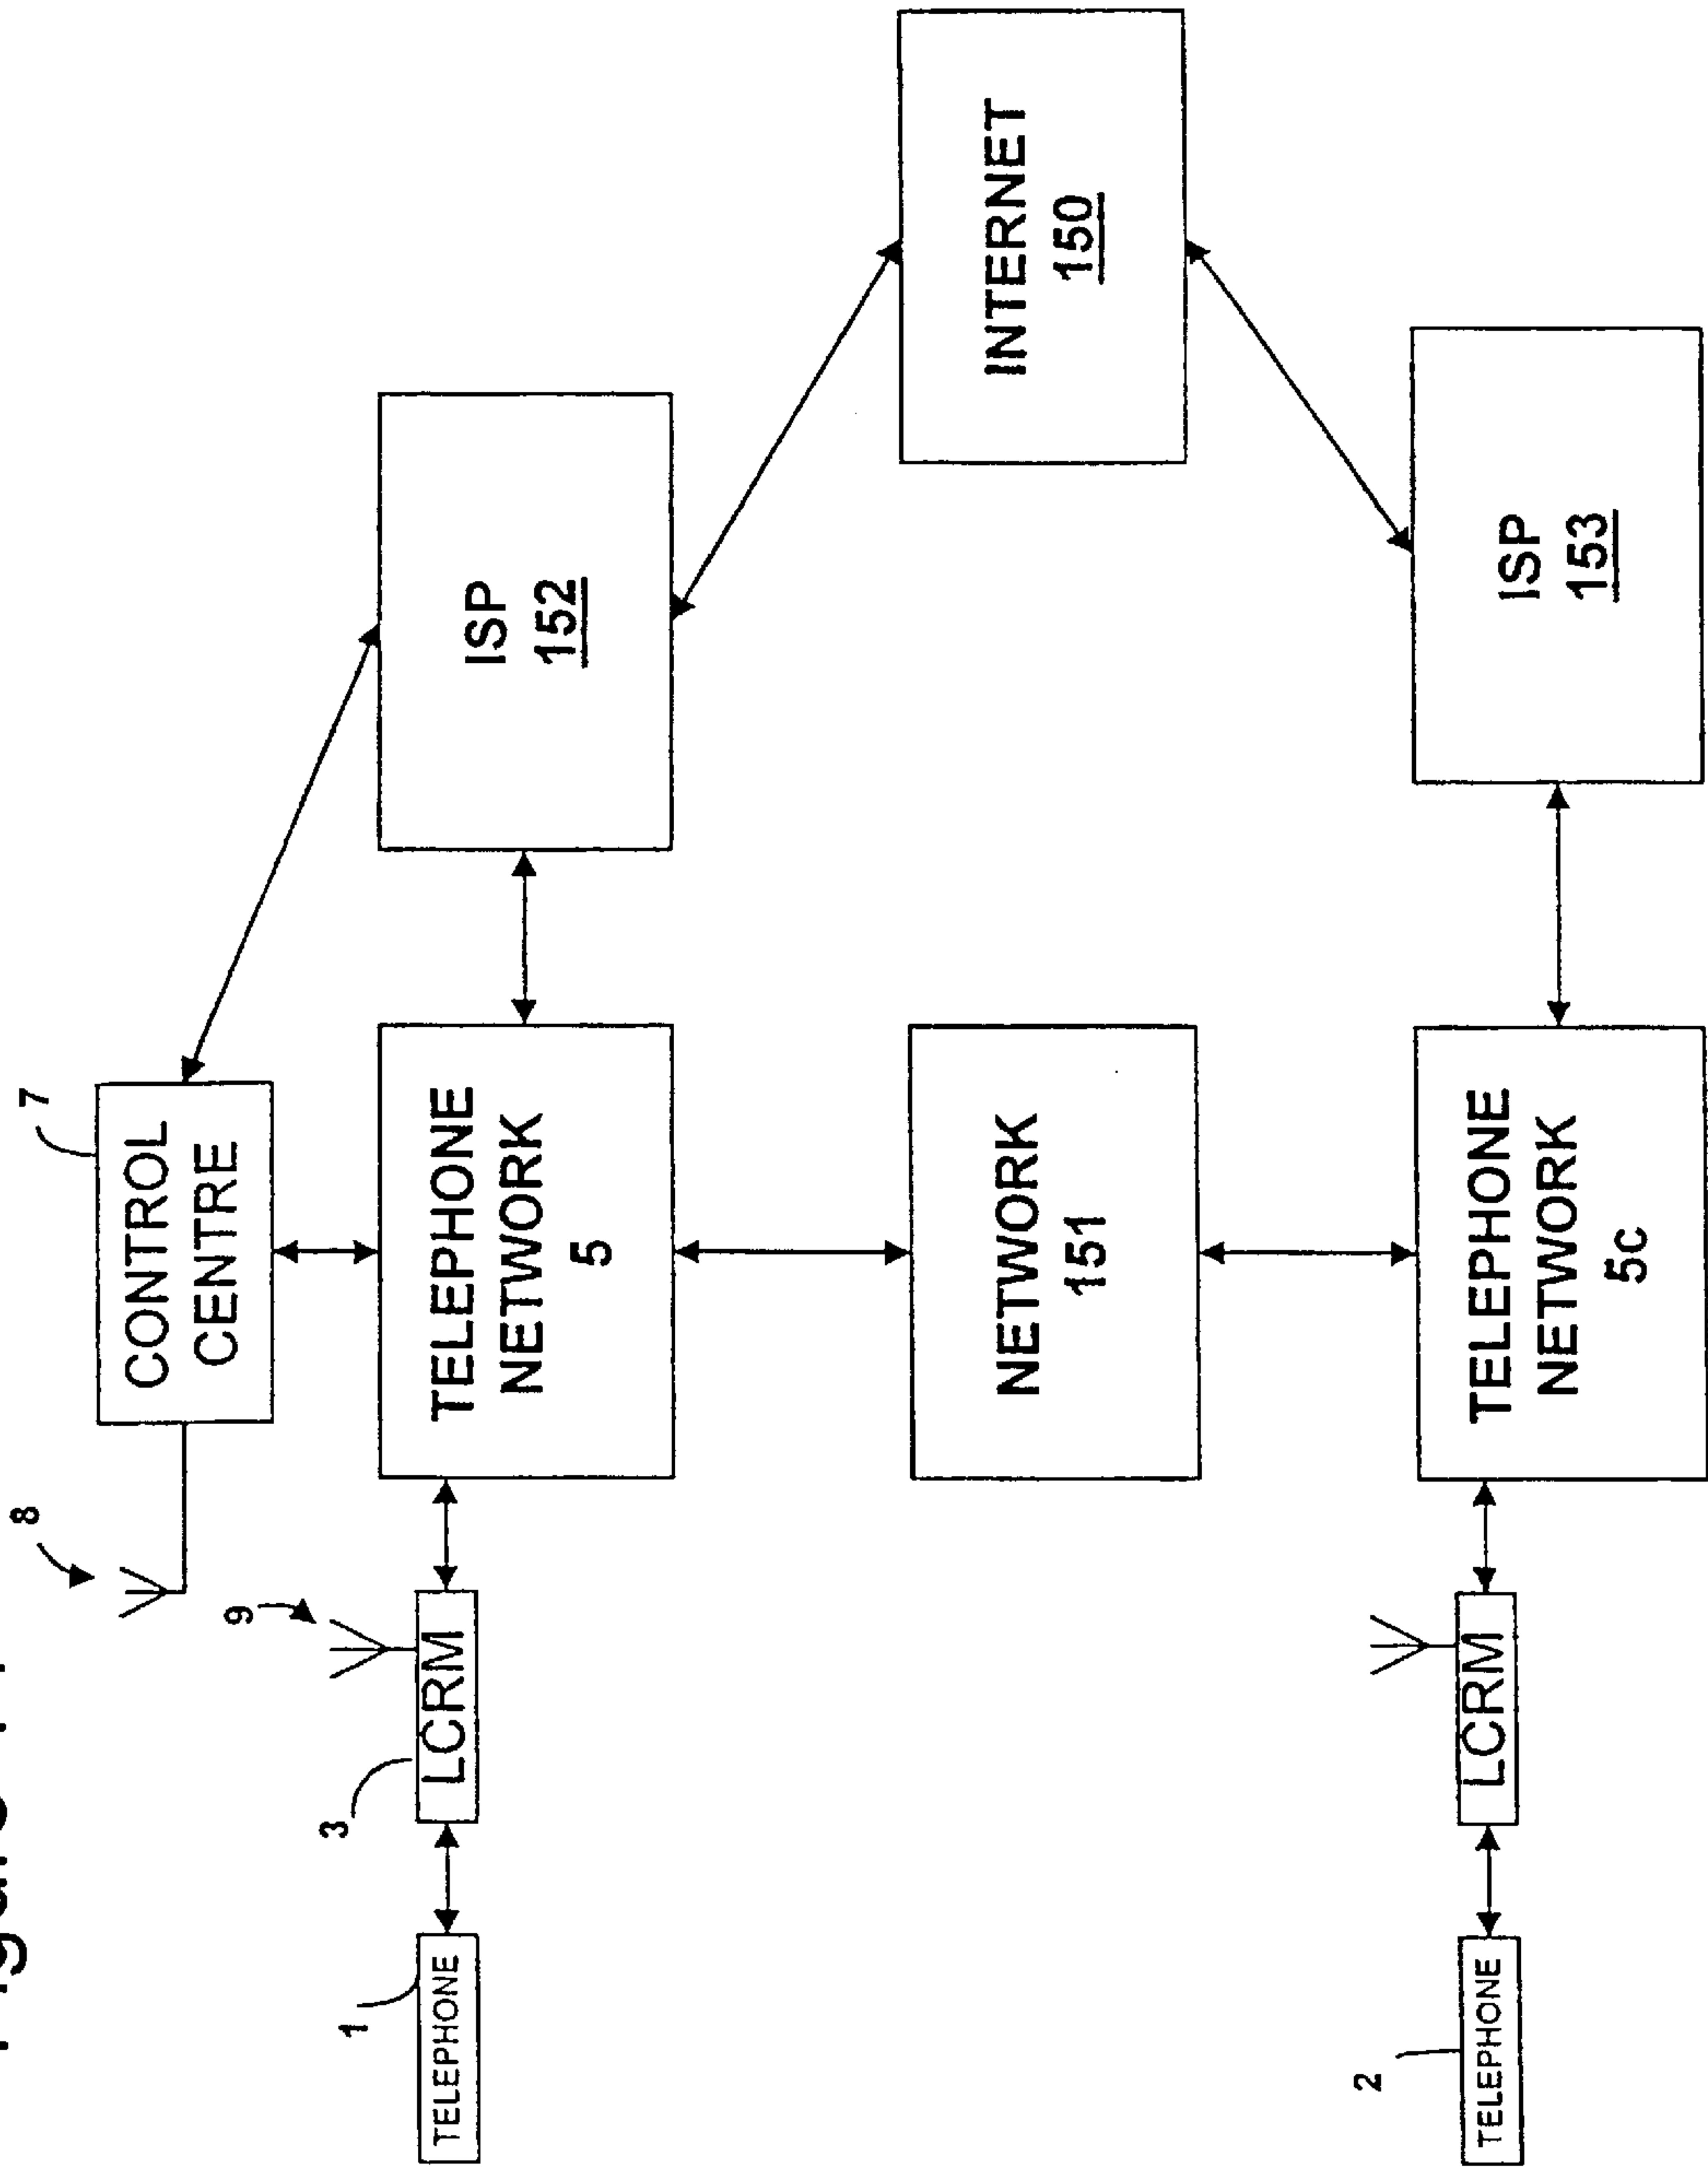 Figure
8
7
CONTROL
CENTRE
9
1
3
TELEPHONE
LCRM
TELEPHONE
NETWORK
5
ISP
152
NETWORK
151
INTERNET
150
2
TELEPHONE
LCRM
TELEPHONE
NETWORK
5c
ISP
153